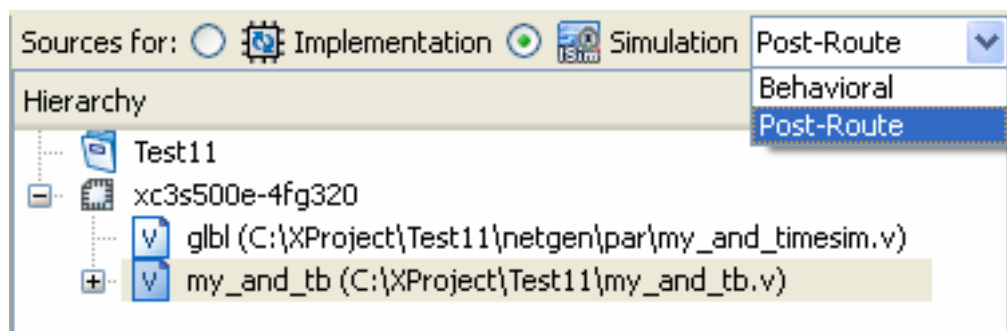 Sources for: Implementation ISim Simulation Post-Route
Behavioral
Hierarchy
Post-Route
Test11
xc3s500e-4fg320
V glbl (C:\XProject\Test11\netgen\par\my_and_timesim.v)
V my_and_tb (C:\XProject\Test11\my_and_tb.v)